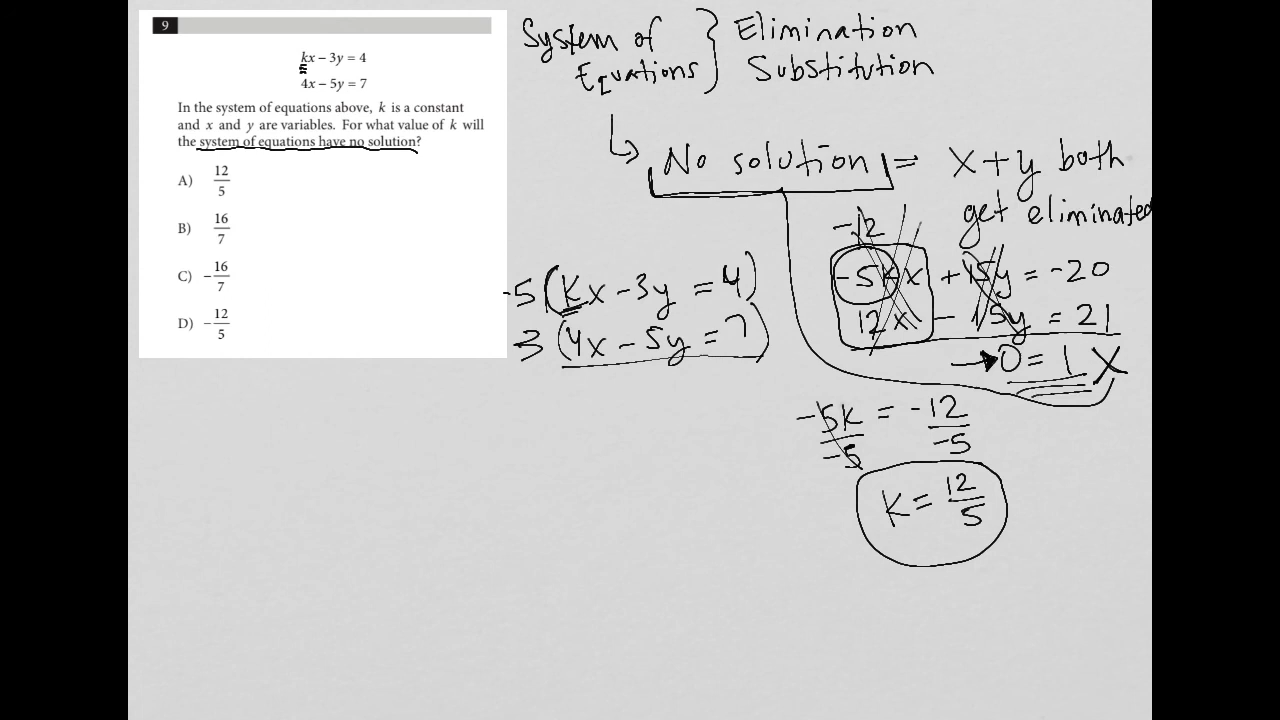 9
kx – 3y = 4
4x – 5y = 7
In the system of equations above, k is a constant
and x and y are variables. For what value of k will
the system of equations have no solution?
A) 12/5
B) 16/7
C) –16/7
D) –12/5
System of
Equations } Elimination
Substitution
No solution = x + y both
get eliminated
-5 (kx - 3y = 4)
3 (4x - 5y = 7)
-12
-5kx + 15y = -20
12x - 15y = 21
0 = 1 X
-5k/-5 = -12/-5
k = 12/5